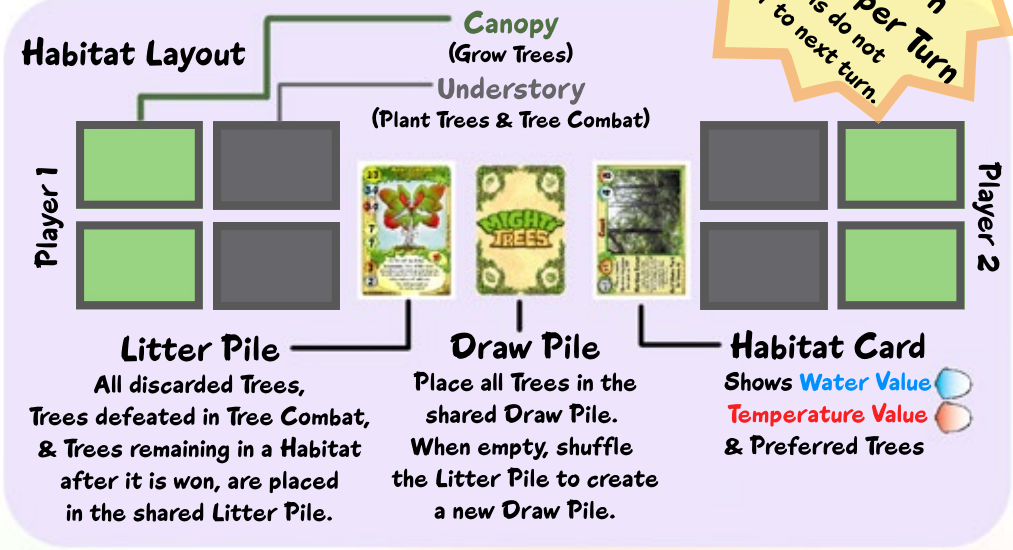 Habitat Layout
Canopy
(Grow Trees)
Understory
(Plant Trees & Tree Combat)
per Turn
do not
to next turn.
Player 1
Player 2
13
MIGHTY
TREES
Litter Pile
All discarded Trees,
Trees defeated in Tree Combat,
& Trees remaining in a Habitat
after it is won, are placed
in the shared Litter Pile.
Draw Pile
Place all Trees in the
shared Draw Pile.
When empty, shuffle
the Litter Pile to create
a new Draw Pile.
Habitat Card
Shows Water Value
Temperature Value
& Preferred Trees